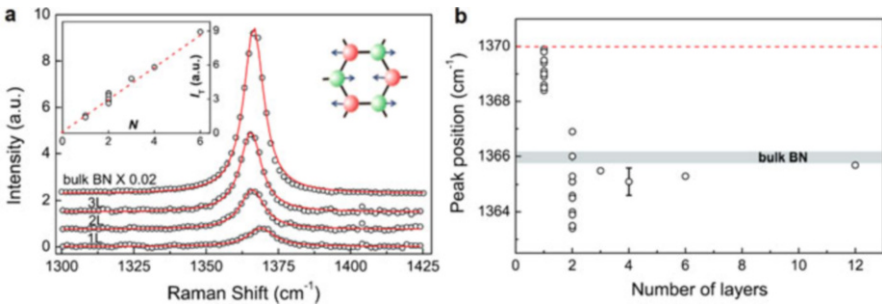 a
10
8
6
4
2
0
Intensity (a.u.)
1300
1325
1350
1375
1400
1425
Raman Shift (cm⁻¹)
bulk BN X 0.02
3L
2L
1L
9
6
3
0
I_T (a.u.)
0
2
4
6
N
b
1370
1368
1366
1364
Peak position (cm⁻¹)
bulk BN
0
2
4
6
8
10
12
Number of layers